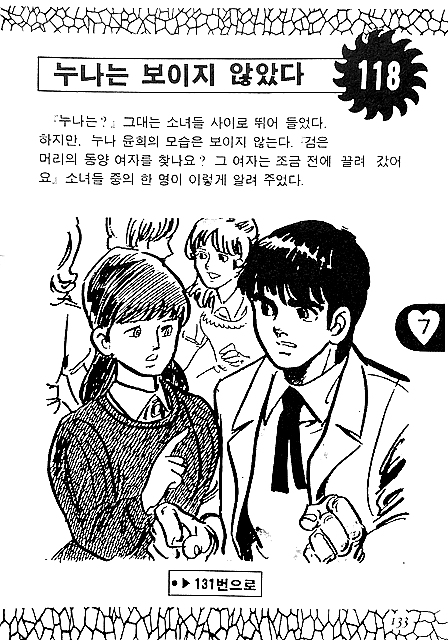 누나는 보이지 않았다
118
『누나는?』 그대는 소녀들 사이로 뛰어 들었다.
하지만, 누나 윤희의 모습은 보이지 않는다. 『검은
머리의 동양 여자를 찾나요? 그 여자는 조금 전에 끌려 갔어
요』 소녀들 중의 한 명이 이렇게 알려 주었다.
7
●▶131번으로
133